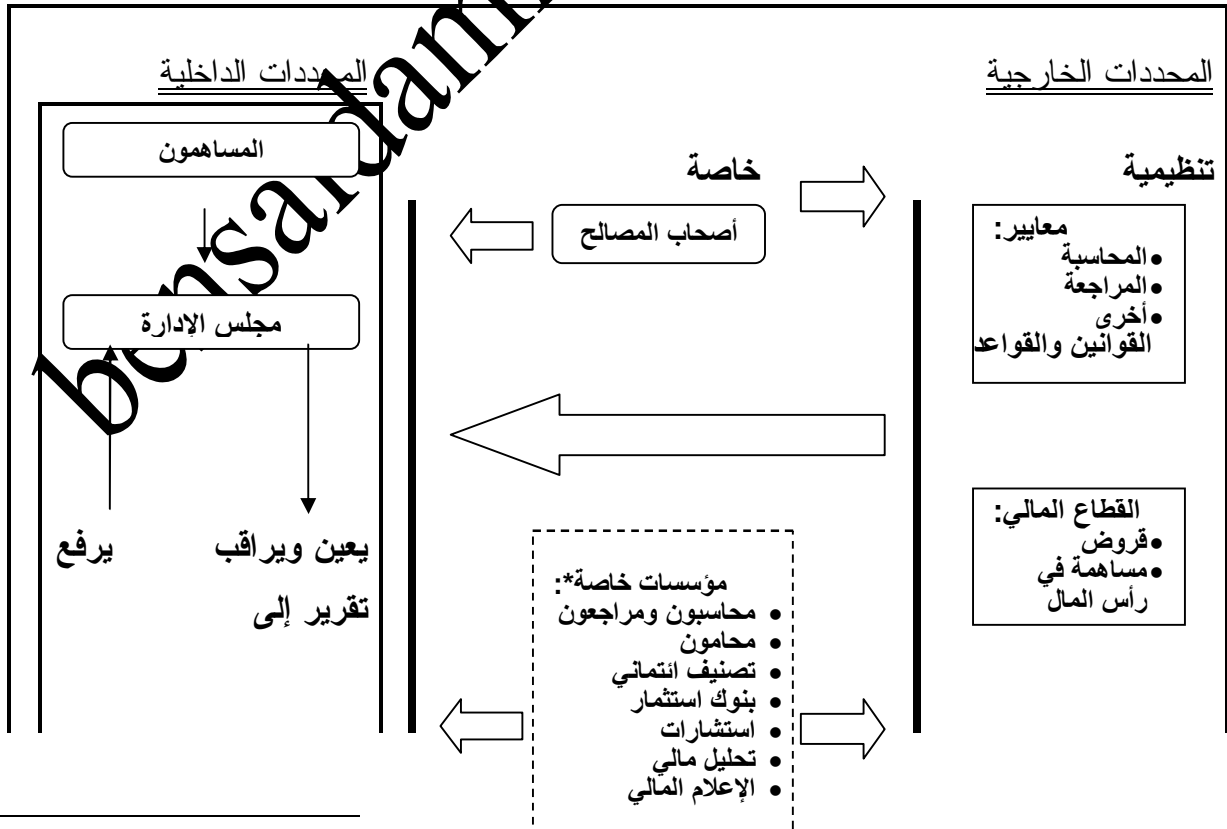 المحددات الخارجية
المحددات الداخلية
المساهمون
خاصة
تنظيمية
أصحاب المصالح
معايير:
•المحاسبة
•المراجعة
•أخرى
القوانين والقواعد
مجلس الإدارة
القطاع المالي:
•قروض
•مساهمة في
رأس المال
يعين ويراقب يرفع
تقرير إلى
مؤسسات خاصة*:
• محاسبون ومراجعون
• محامون
• تصنيف ائتماني
• بنوك استثمار
• استشارات
• تحليل مالي
• الإعلام المالي